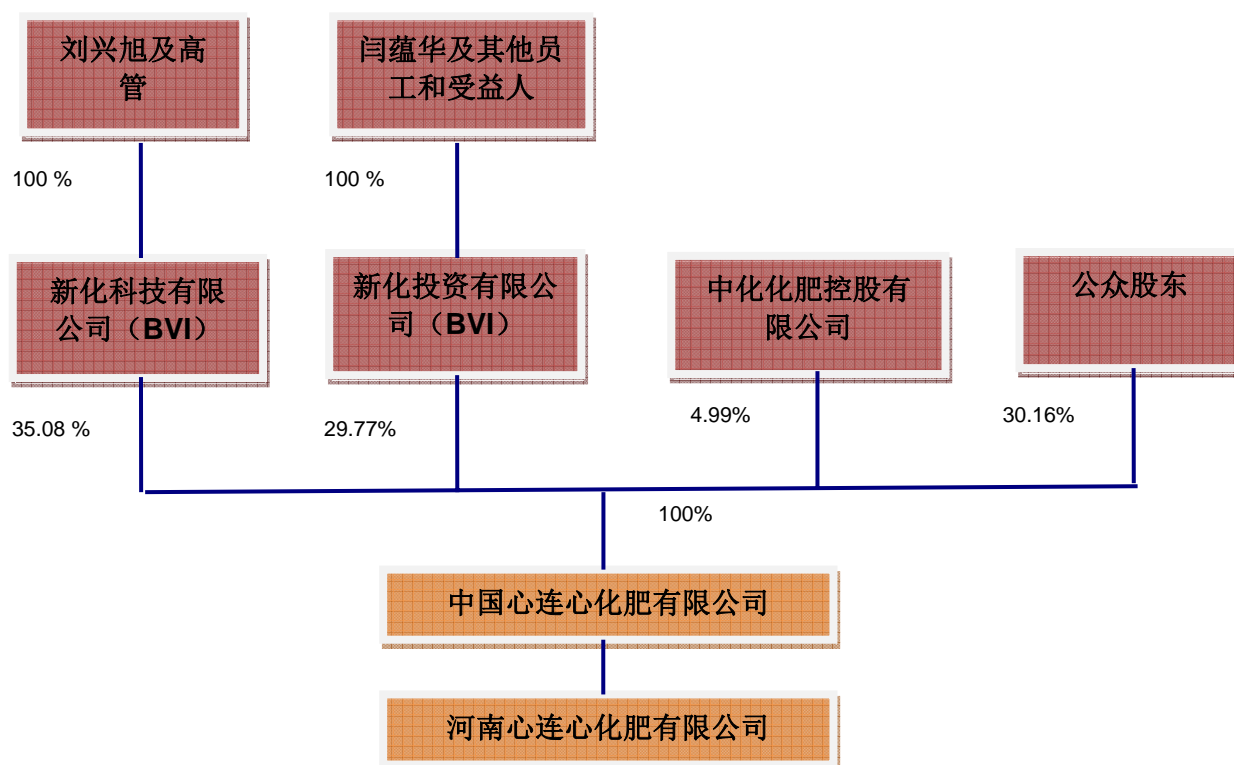 刘兴旭及高
管
闫蕴华及其他员
工和受益人
100 %
100 %
新化科技有限
公司（BVI）
新化投资有限公
司（BVI）
中化化肥控股有
限公司
公众股东
35.08 %
29.77%
4.99%
30.16%
100%
中国心连心化肥有限公司
河南心连心化肥有限公司